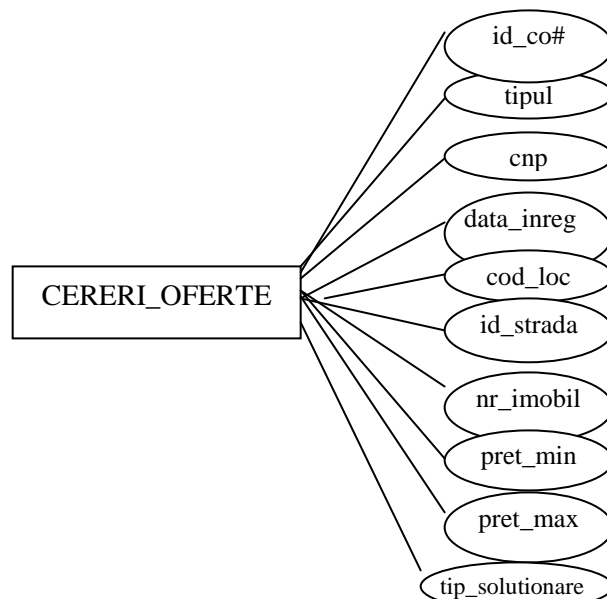 id_co#
tipul
cnp
data_inreg
CERERI_OFERTE
cod_loc
id_strada
nr_imobil
pret_min
pret_max
tip_solutionare